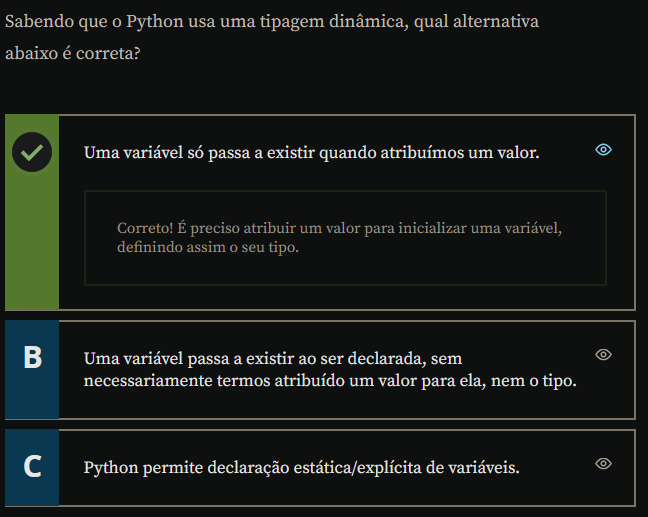 Sabendo que o Python usa uma tipagem dinâmica, qual alternativa
abaixo é correta?
Uma variável só passa a existir quando atribuímos um valor.
Correto! É preciso atribuir um valor para inicializar uma variável,
definindo assim o seu tipo.
B
Uma variável passa a existir ao ser declarada, sem
necessariamente termos atribuído um valor para ela, nem o tipo.
C
Python permite declaração estática/explícita de variáveis.